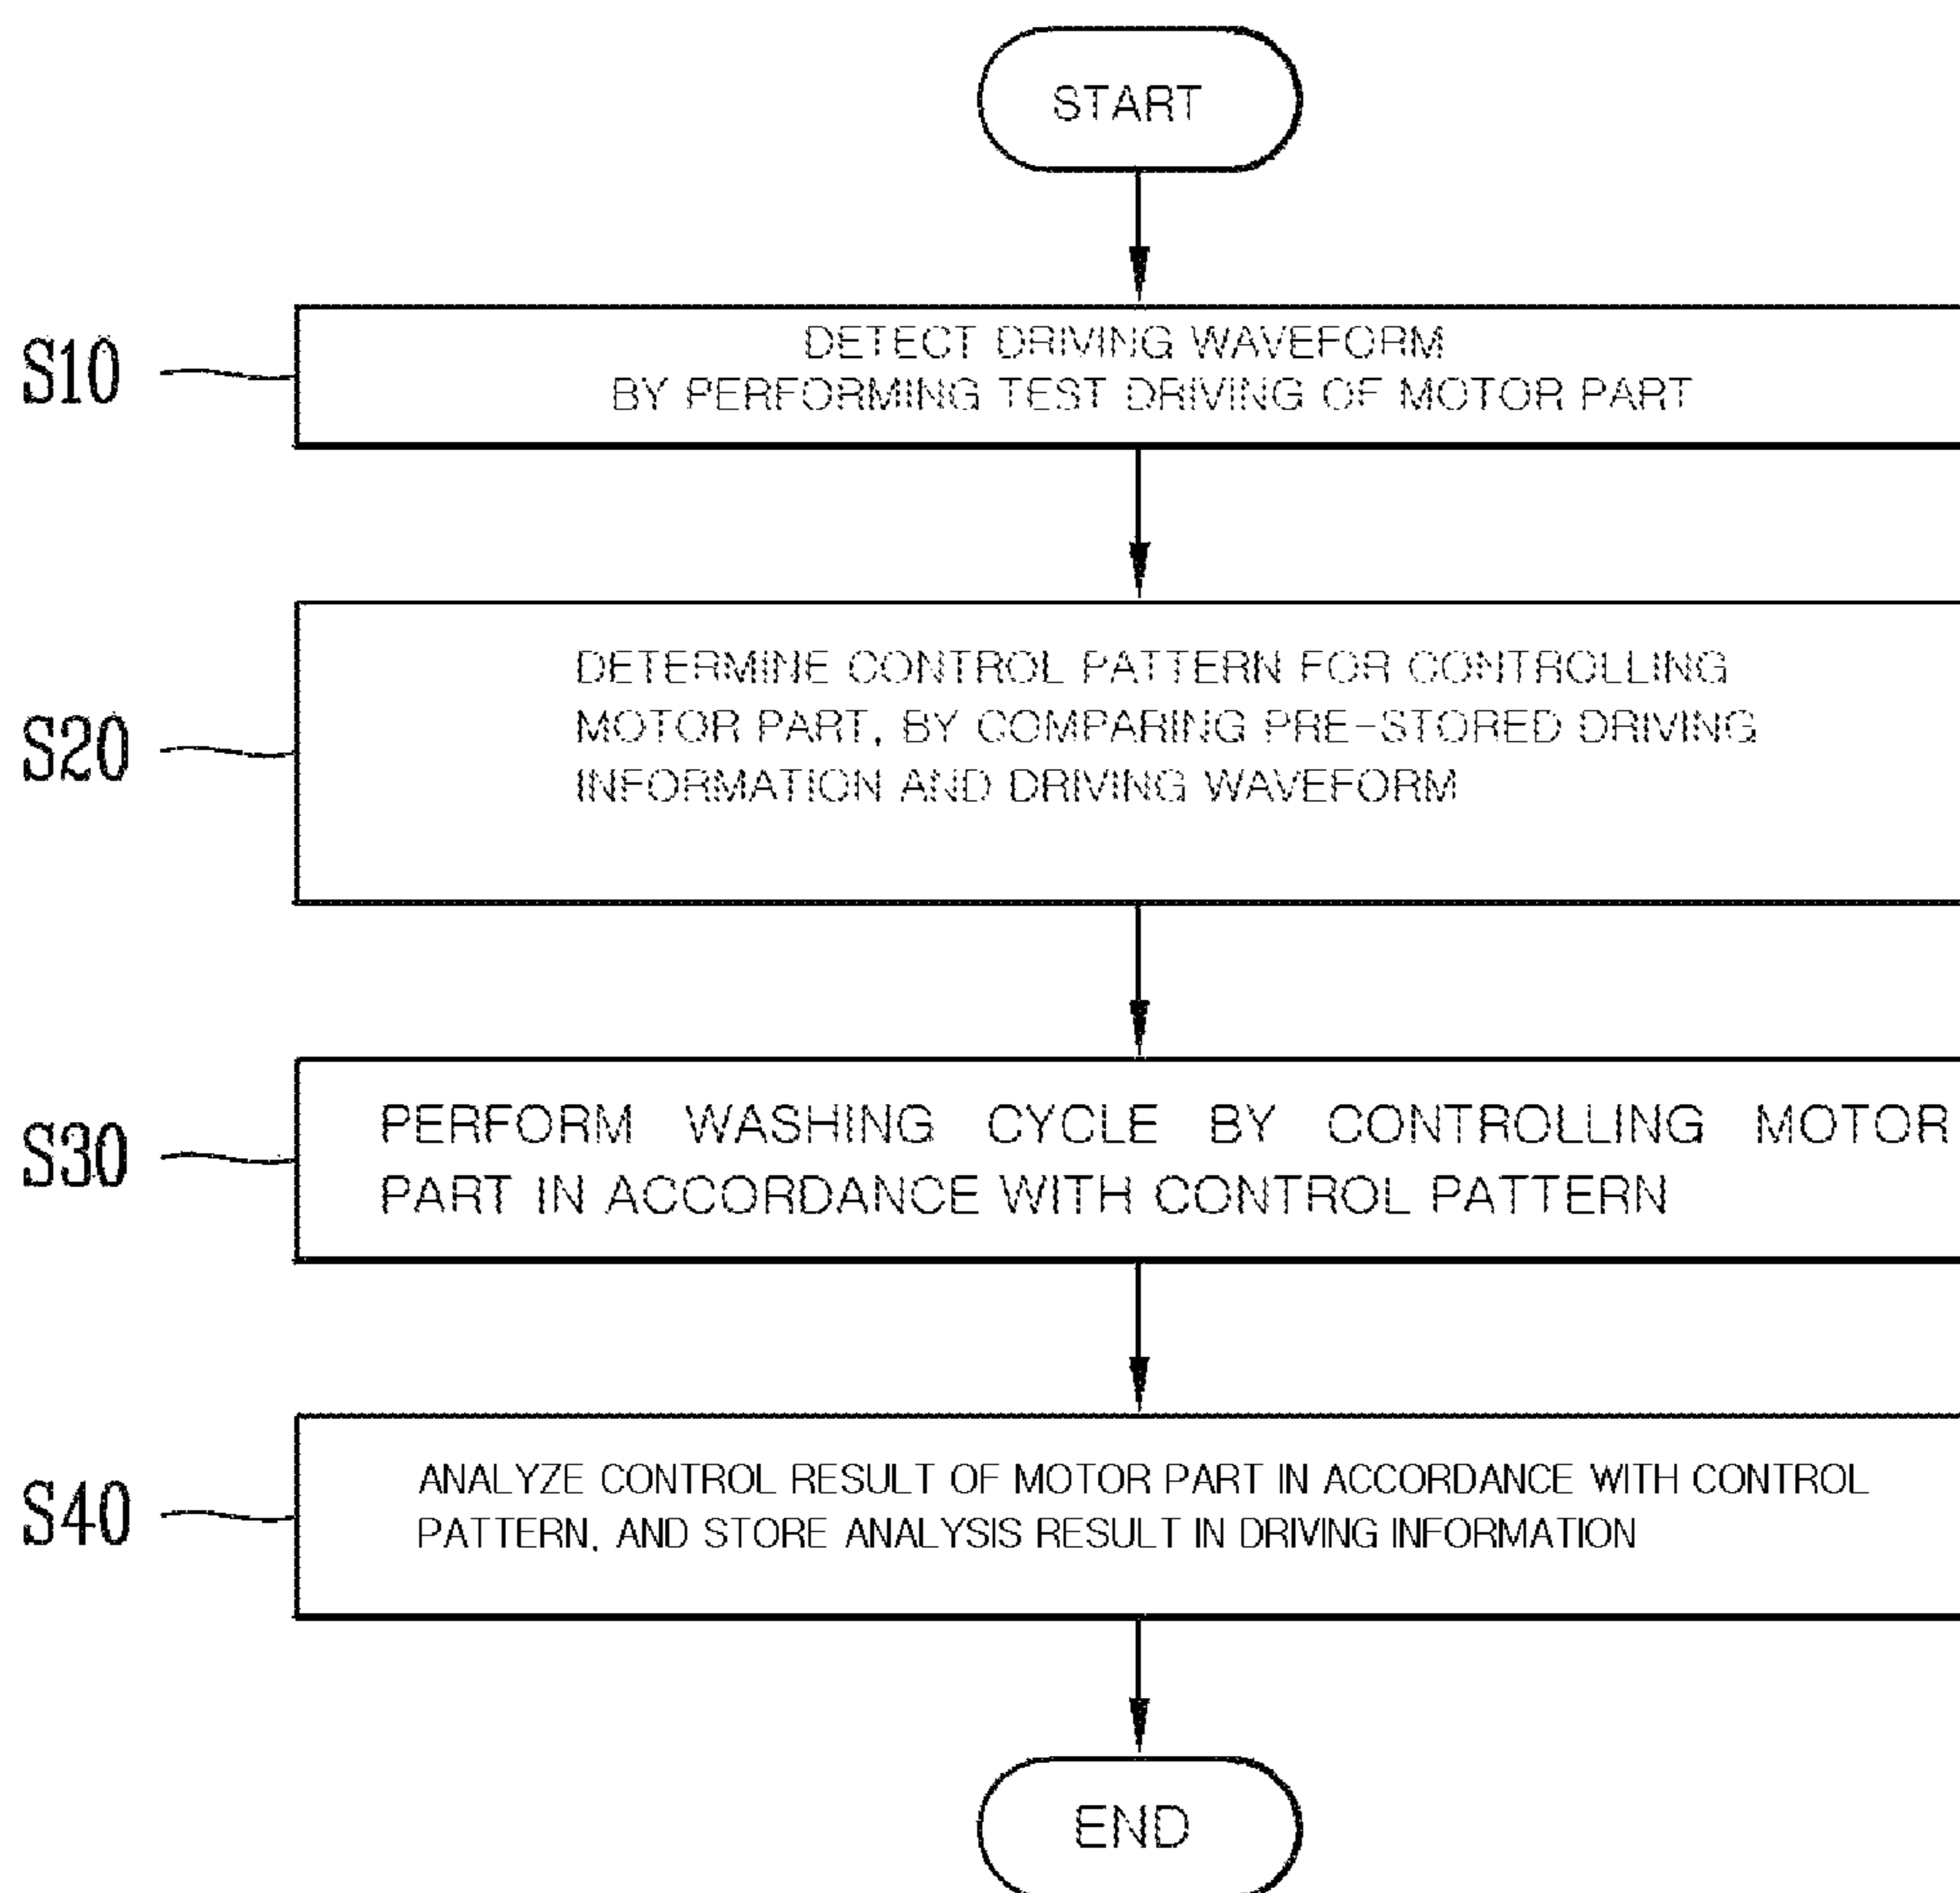 START
S10
DETECT DRIVING WAVEFORM
BY PERFORMING TEST DRIVING OF MOTOR PART
S20
DETERMINE CONTROL PATTERN FOR CONTROLLING
MOTOR PART, BY COMPARING PRE-STORED DRIVING
INFORMATION AND DRIVING WAVEFORM
S30
PERFORM WASHING CYCLE BY CONTROLLING MOTOR
PART IN ACCORDANCE WITH CONTROL PATTERN
S40
ANALYZE CONTROL RESULT OF MOTOR PART IN ACCORDANCE WITH CONTROL
PATTERN, AND STORE ANALYSIS RESULT IN DRIVING INFORMATION
END